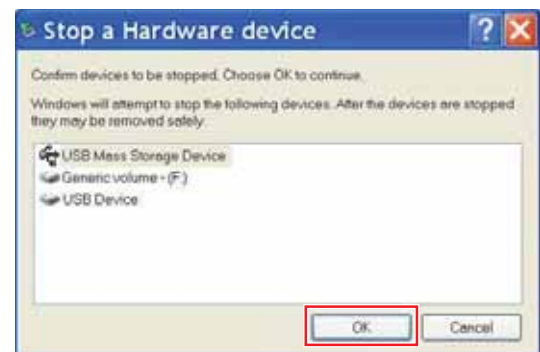 Stop a Hardware device
Confirm devices to be stopped. Choose OK to continue.
Windows will attempt to stop the following devices. After the devices are stopped
they may be removed safely.
USB Mass Storage Device
Generic volume - (F:)
USB Device
OK Cancel